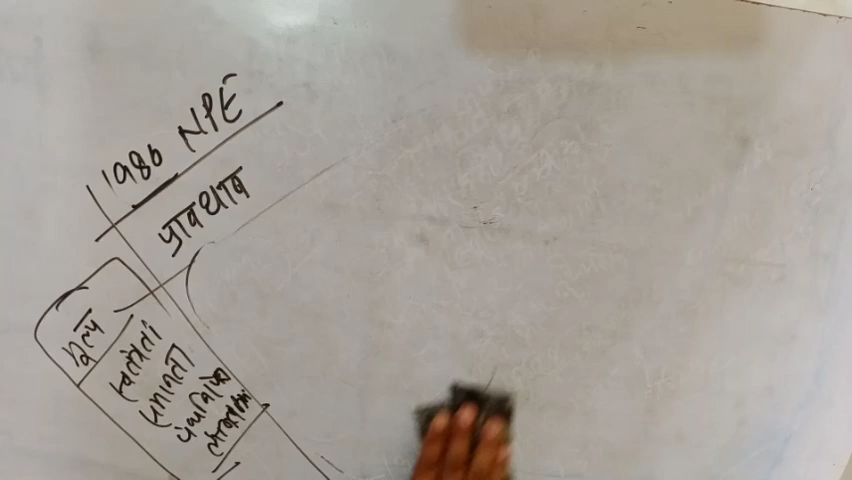 1986 NPE
प्रावधान
मूल्य
स्वतंत्रता
समानता
पंथनिरपेक्ष
लोकतंत्र